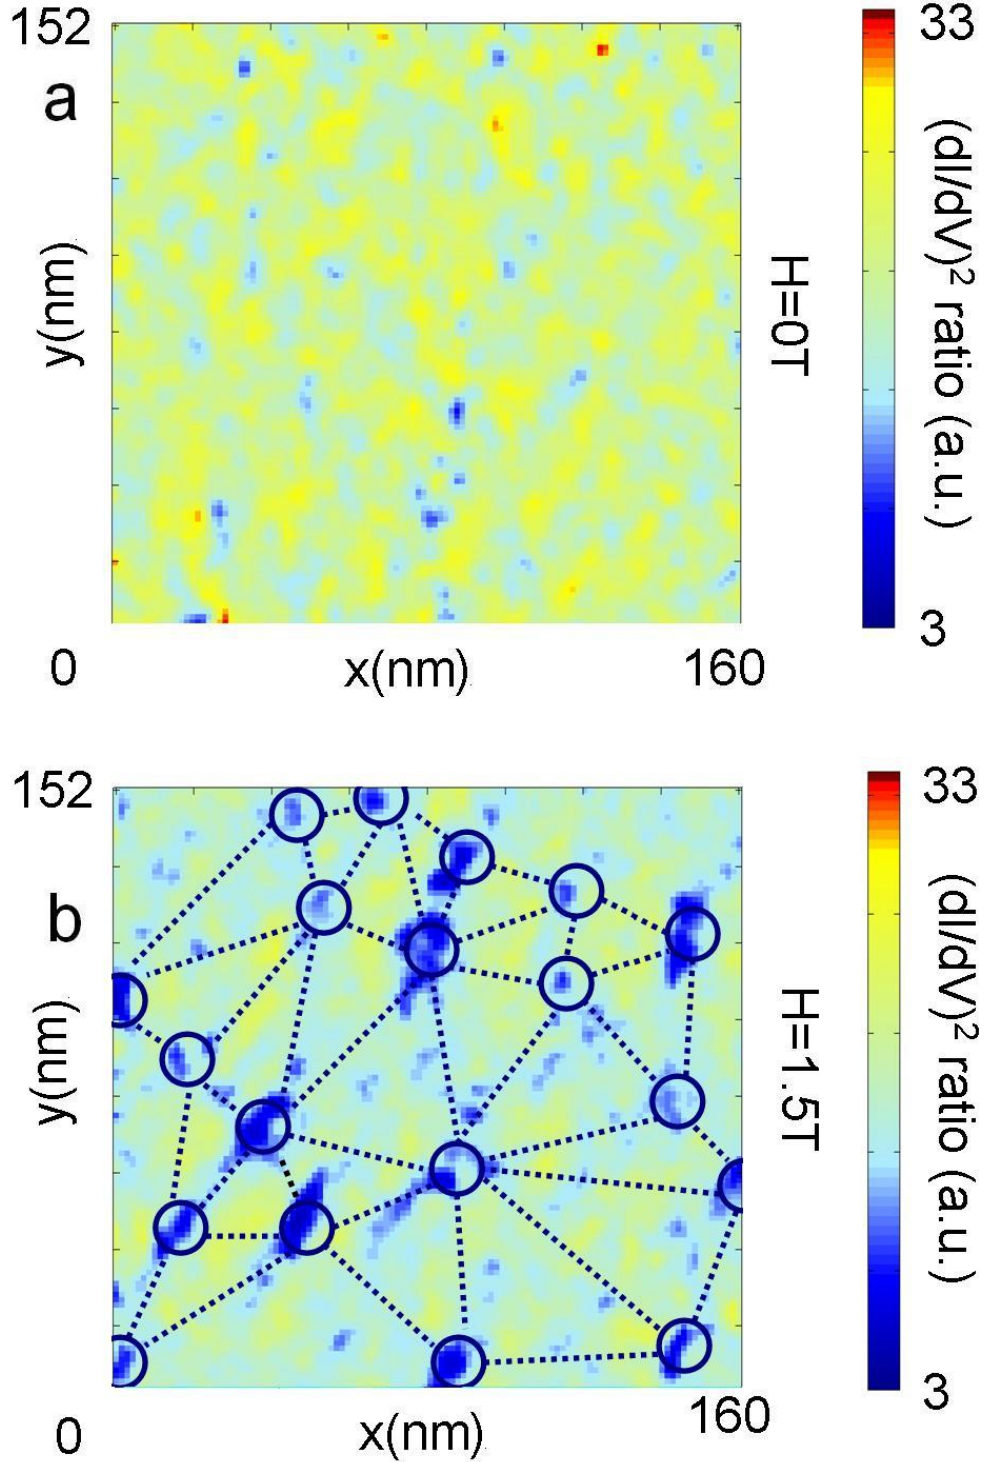 152
a
y(nm)
0
x(nm)
160
H=0T
33
(dI/dV)² ratio (a.u.)
3
152
b
y(nm)
0
x(nm)
160
H=1.5T
33
(dI/dV)² ratio (a.u.)
3